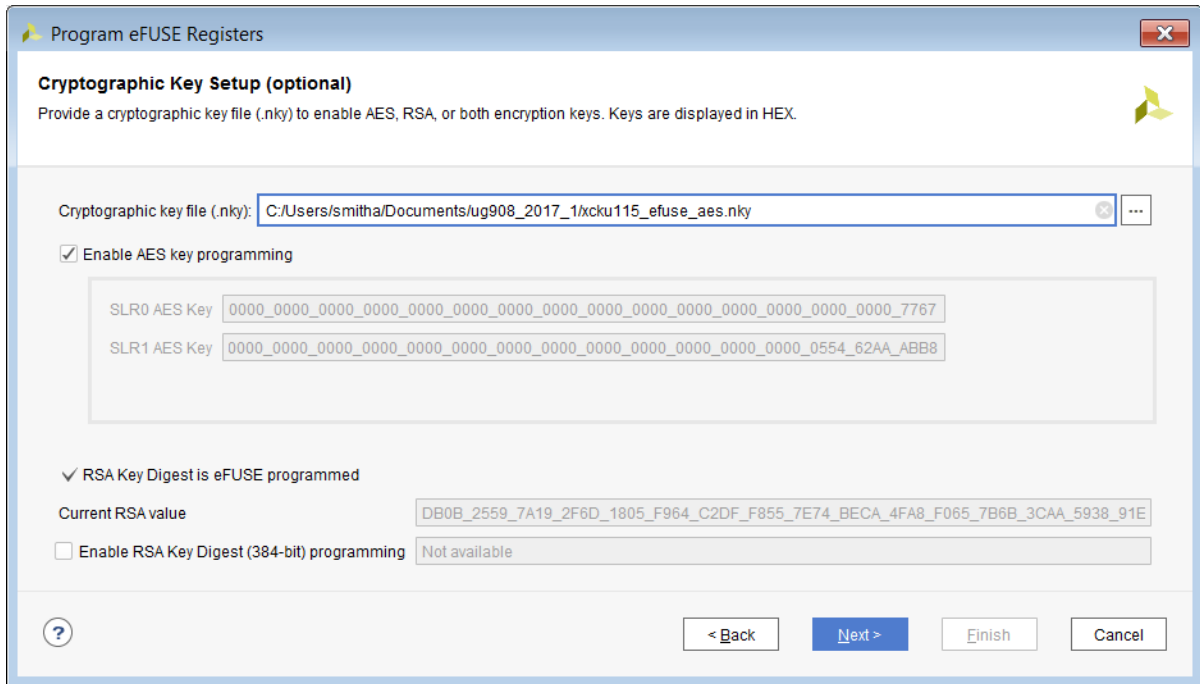 Program eFUSE Registers
Cryptographic Key Setup (optional)
Provide a cryptographic key file (.nky) to enable AES, RSA, or both encryption keys. Keys are displayed in HEX.
Cryptographic key file (.nky): C:/Users/smitha/Documents/ug908_2017_1/xcku115_efuse_aes.nky ...
Enable AES key programming
SLR0 AES Key 0000_0000_0000_0000_0000_0000_0000_0000_0000_0000_0000_0000_0000_0000_0000_7767
SLR1 AES Key 0000_0000_0000_0000_0000_0000_0000_0000_0000_0000_0000_0000_0000_0554_62AA_ABB8
RSA Key Digest is eFUSE programmed
Current RSA value DB0B_2559_7A19_2F6D_1805_F964_C2DF_F855_7E74_BECA_4FA8_F065_7B6B_3CAA_5938_91E
Enable RSA Key Digest (384-bit) programming Not available
? < Back Next > Finish Cancel